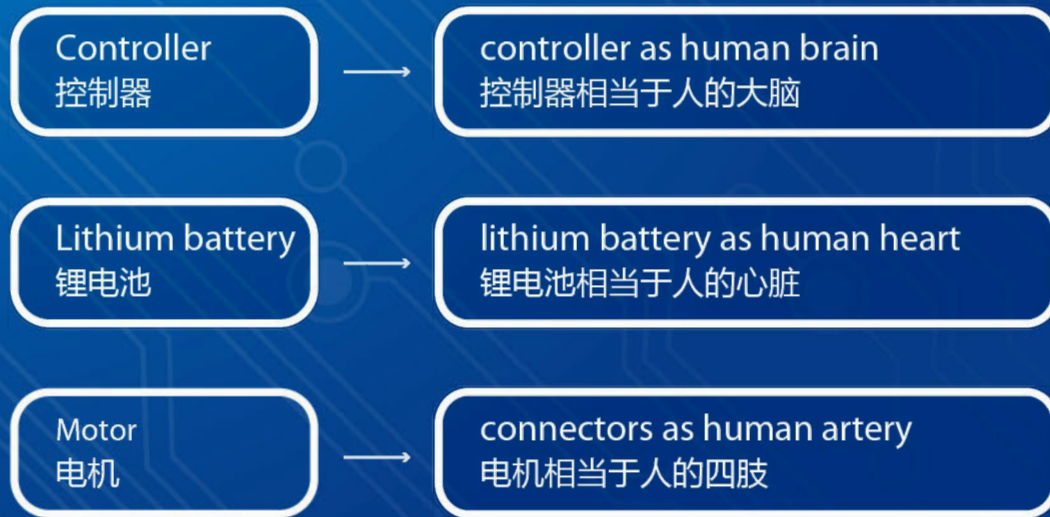 Controller
控制器
controller as human brain
控制器相当于人的大脑
Lithium battery
锂电池
lithium battery as human heart
锂电池相当于人的心脏
Motor
电机
connectors as human artery
电机相当于人的四肢